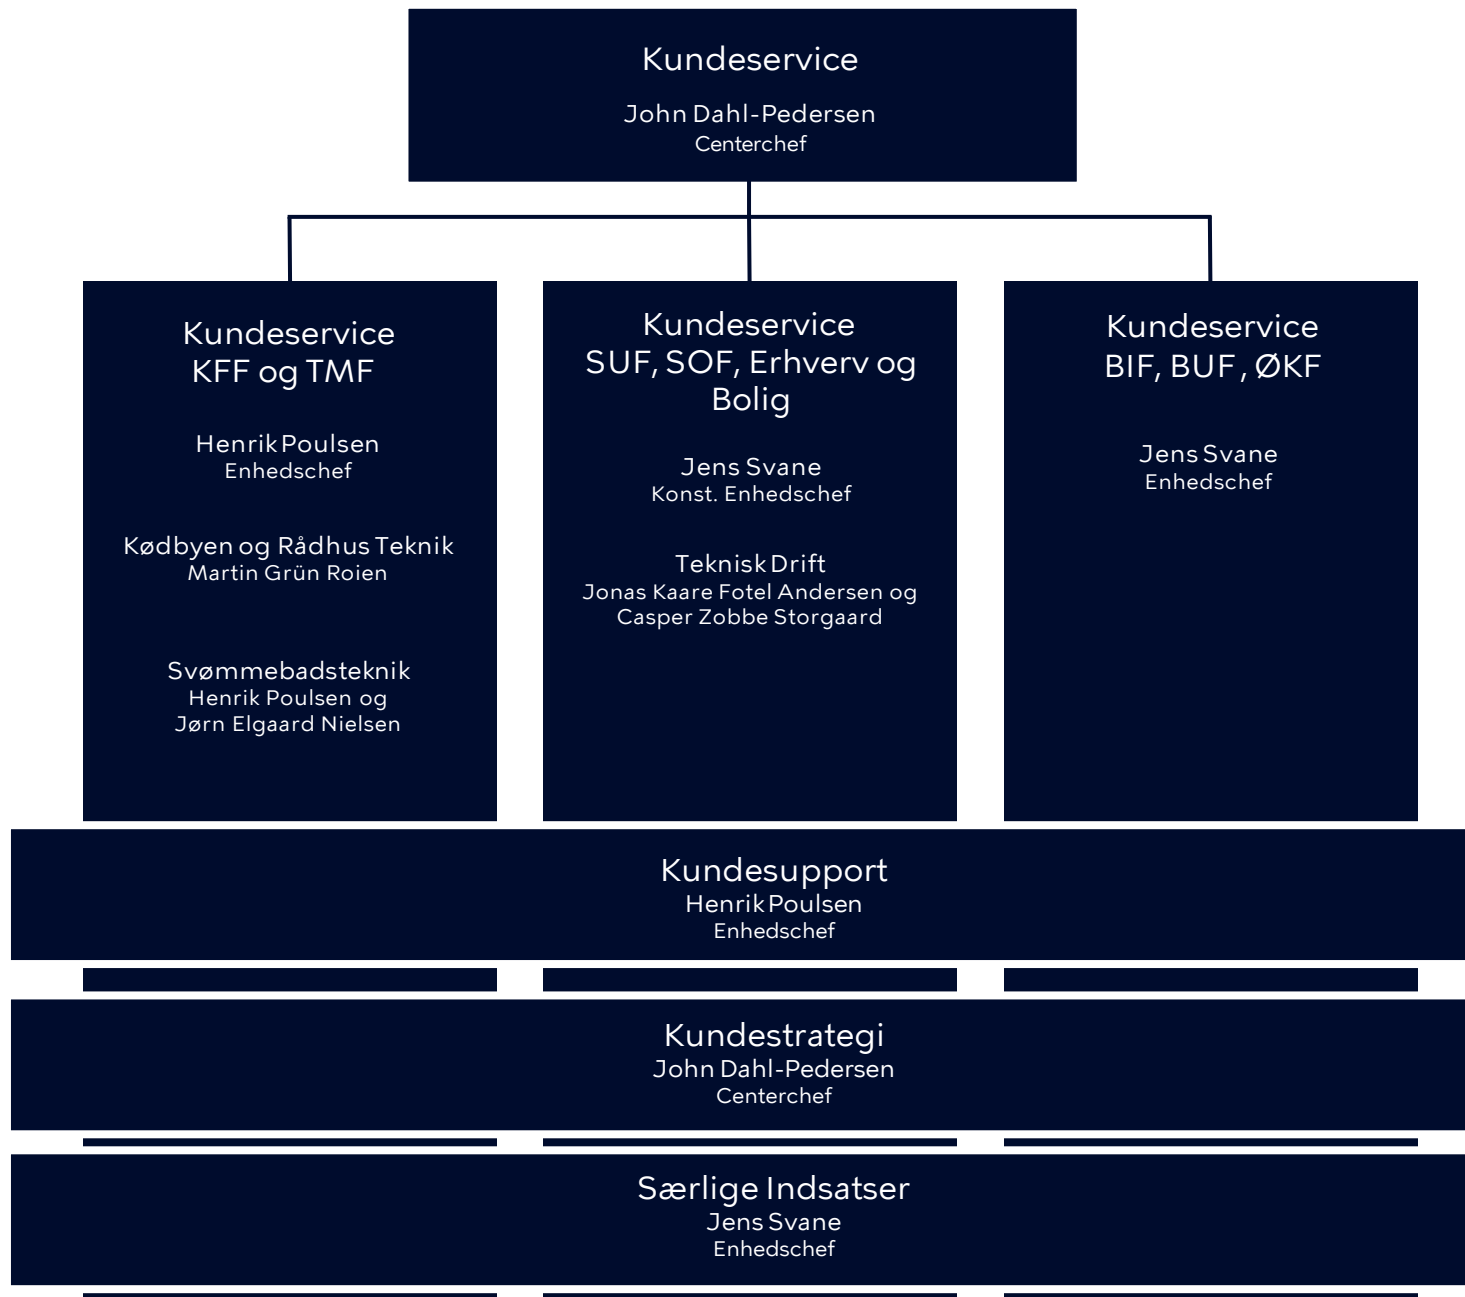 Kundeservice
John Dahl-Pedersen
Centerchef
Kundeservice
KFF og TMF
Henrik Poulsen
Enhedschef
Kødbyen og Rådhus Teknik
Martin Grün Roien
Svømmebadsteknik
Henrik Poulsen og
Jørn Elgaard Nielsen
Kundeservice
SUF, SOF, Erhverv og
Bolig
Jens Svane
Konst. Enhedschef
Teknisk Drift
Jonas Kaare Fotel Andersen og
Casper Zobbe Storgaard
Kundeservice
BIF, BUF, ØKF
Jens Svane
Enhedschef
Kundesupport
Henrik Poulsen
Enhedschef
Kundestrategi
John Dahl-Pedersen
Centerchef
Særlige Indsatser
Jens Svane
Enhedschef